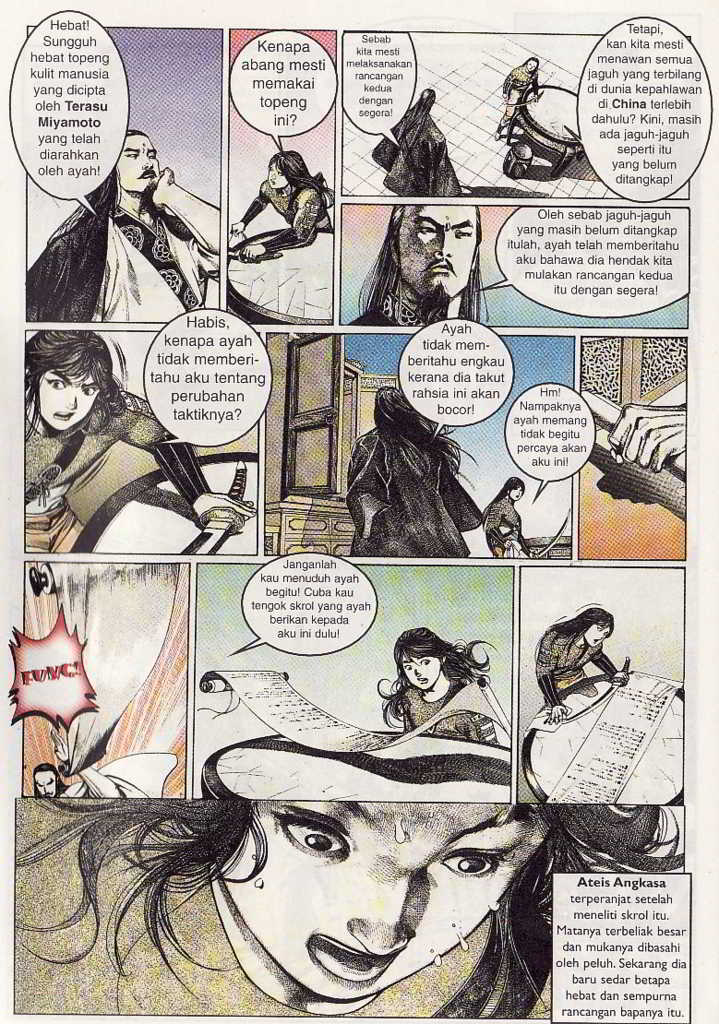 Hebat!
Sungguh
hebat topeng
kulit manusia
yang dicipta
oleh Terasu
Miyamoto
yang telah
diarahkan
oleh ayah!
Kenapa
abang mesti
memakai
topeng
ini?
Sebab
kita mesti
melaksanakan
rancangan
kedua
dengan
segera!
Tetapi,
kan kita mesti
menawan semua
jaguh yang terbilang
di dunia kepahlawan
di China terlebih
dahulu? Kini, masih
ada jaguh-jaguh
seperti itu
yang belum
ditangkap!
Oleh sebab jaguh-jaguh
yang masih belum ditangkap
itulah, ayah telah memberitahu
aku bahawa dia hendak kita
mulakan rancangan kedua
itu dengan segera!
Habis,
kenapa ayah
tidak memberi-
tahu aku tentang
perubahan
taktiknya?
Ayah
tidak mem-
beritahu engkau
kerana dia takut
rahsia ini akan
bocor!
Hm!
Nampaknya
ayah memang
tidak begitu
percaya akan
aku ini!
Janganlah
kau menuduh ayah
begitu! Cuba kau
tengok skrol yang ayah
berikan kepada
aku ini dulu!
Ateis Angkasa
terperanjat setelah
meneliti skrol itu.
Matanya terbeliak besar
dan mukanya dibasahi
oleh peluh. Sekarang dia
baru sedar betapa
hebat dan sempurna
rancangan bapanya itu.